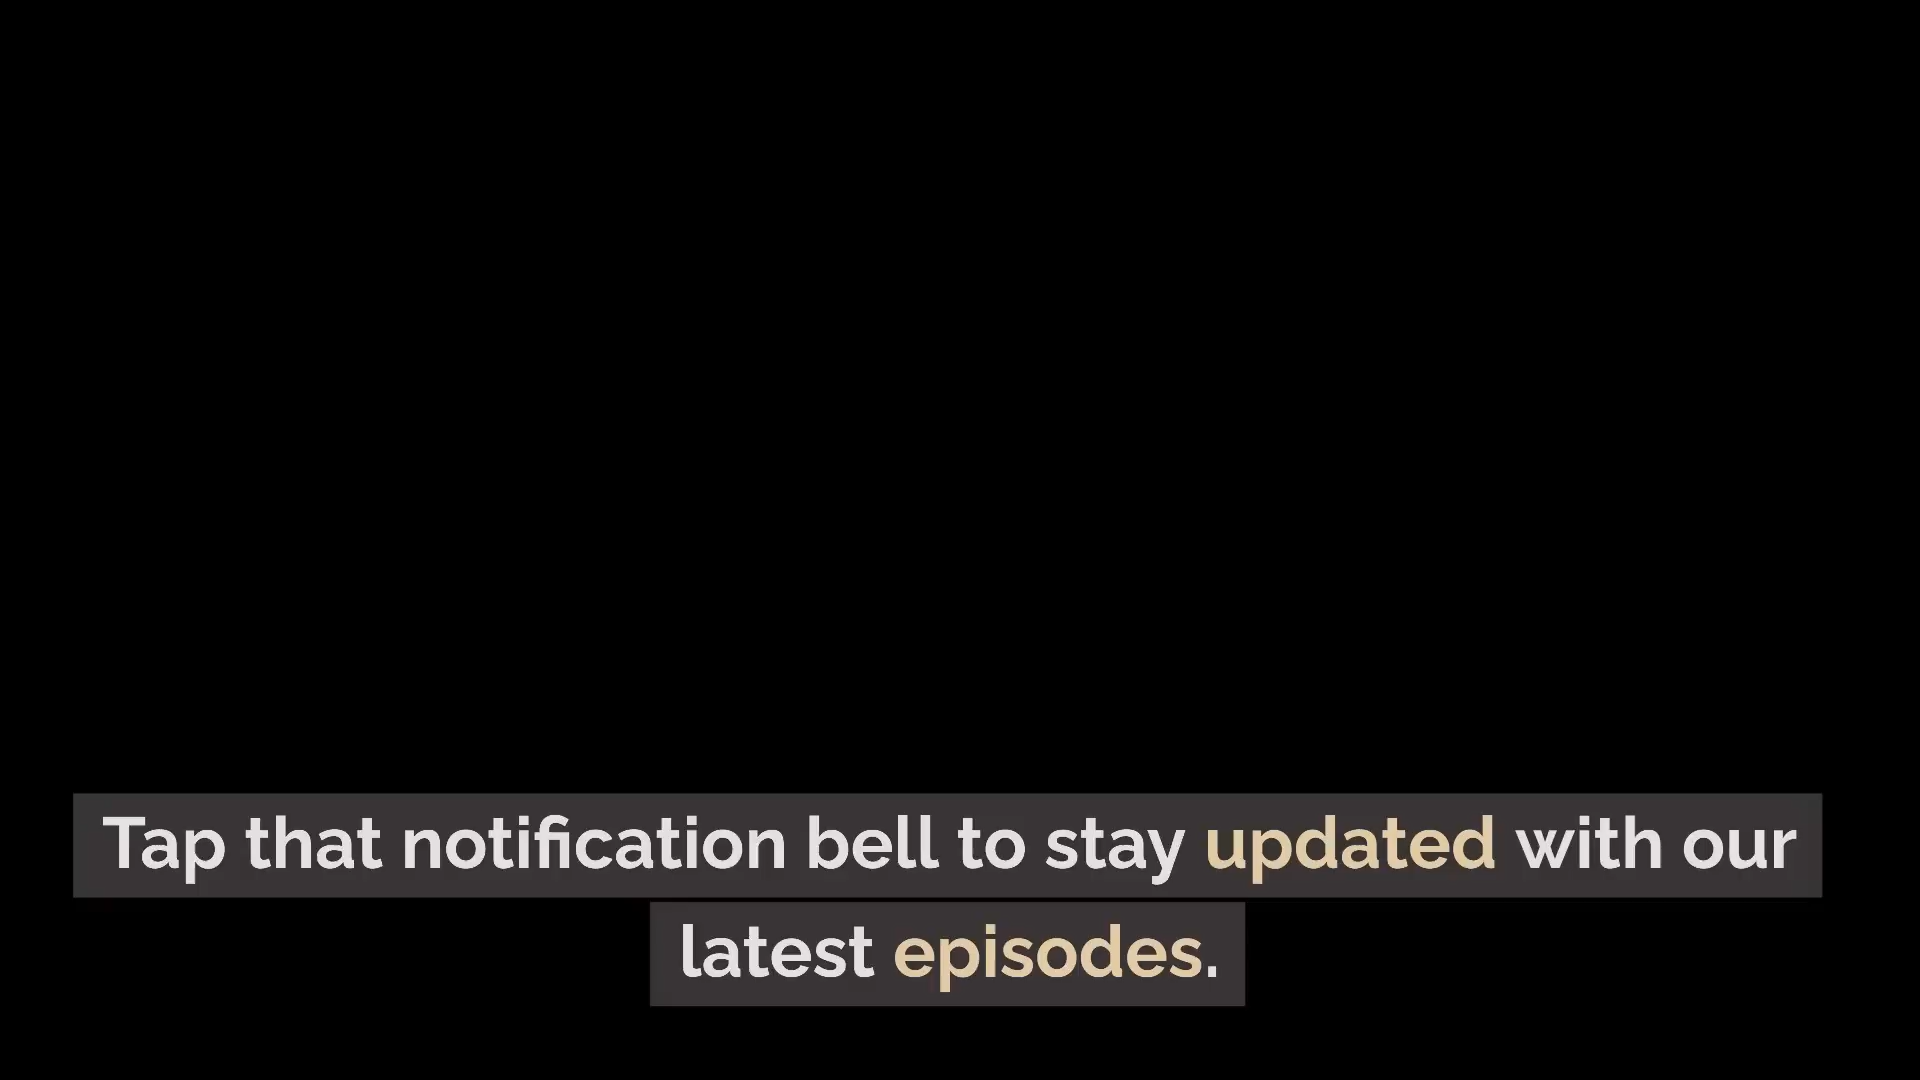 Tap that notification bell to stay updated with our
latest episodes.